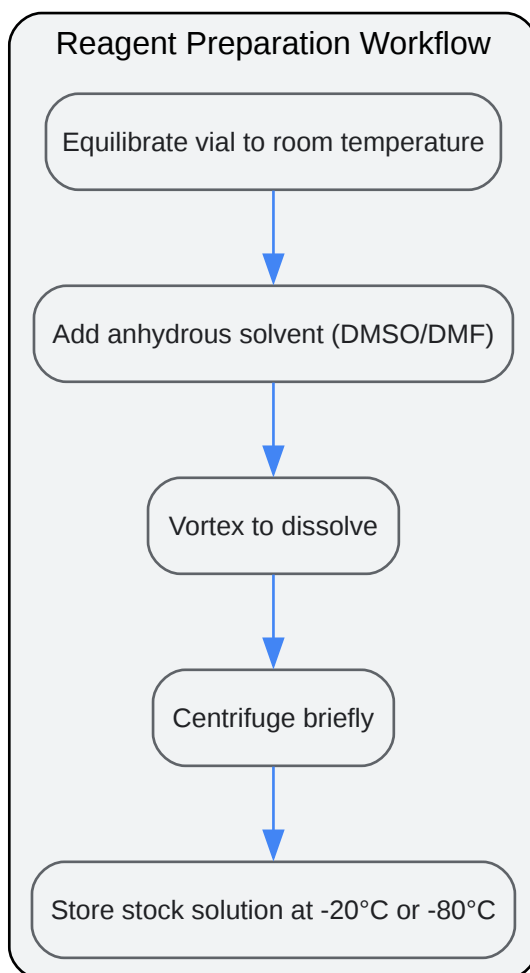 Reagent Preparation Workflow
Equilibrate vial to room temperature
Add anhydrous solvent (DMSO/DMF)
Vortex to dissolve
Centrifuge briefly
Store stock solution at -20°C or -80°C